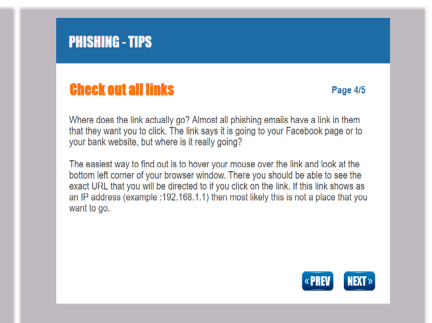 PHISHING - TIPS
Check out all links
Page 4/5
Where does the link actually go? Almost all phishing emails have a link in them
that they want you to click. The link says it is going to your Facebook page or to
your bank website, but where is it really going?
The easiest way to find out is to hover your mouse over the link and look at the
bottom left corner of your browser window. There you should be able to see the
exact URL that you will be directed to if you click on the link. If this link shows as
an IP address (example :192.168.1.1) then most likely this is not a place that you
want to go.
« PREV NEXT »